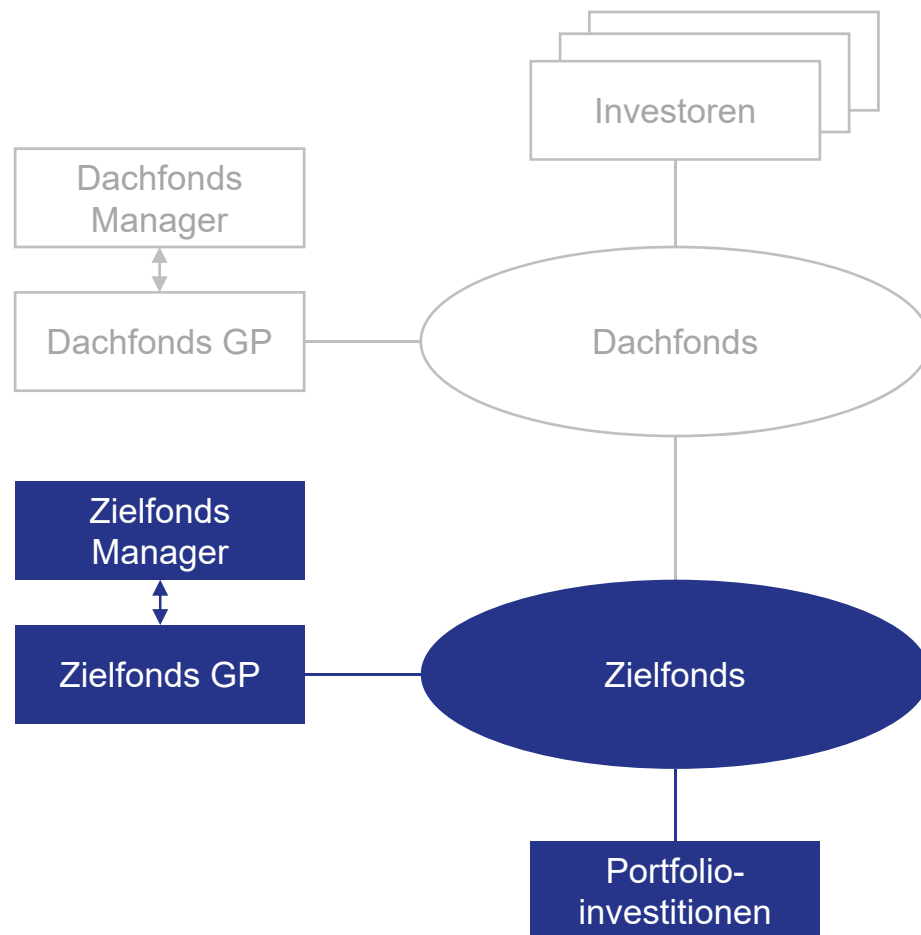 Investoren
Dachfonds
Manager
Dachfonds GP
Dachfonds
Zielfonds
Manager
Zielfonds GP
Zielfonds
Portfolio-
investitionen